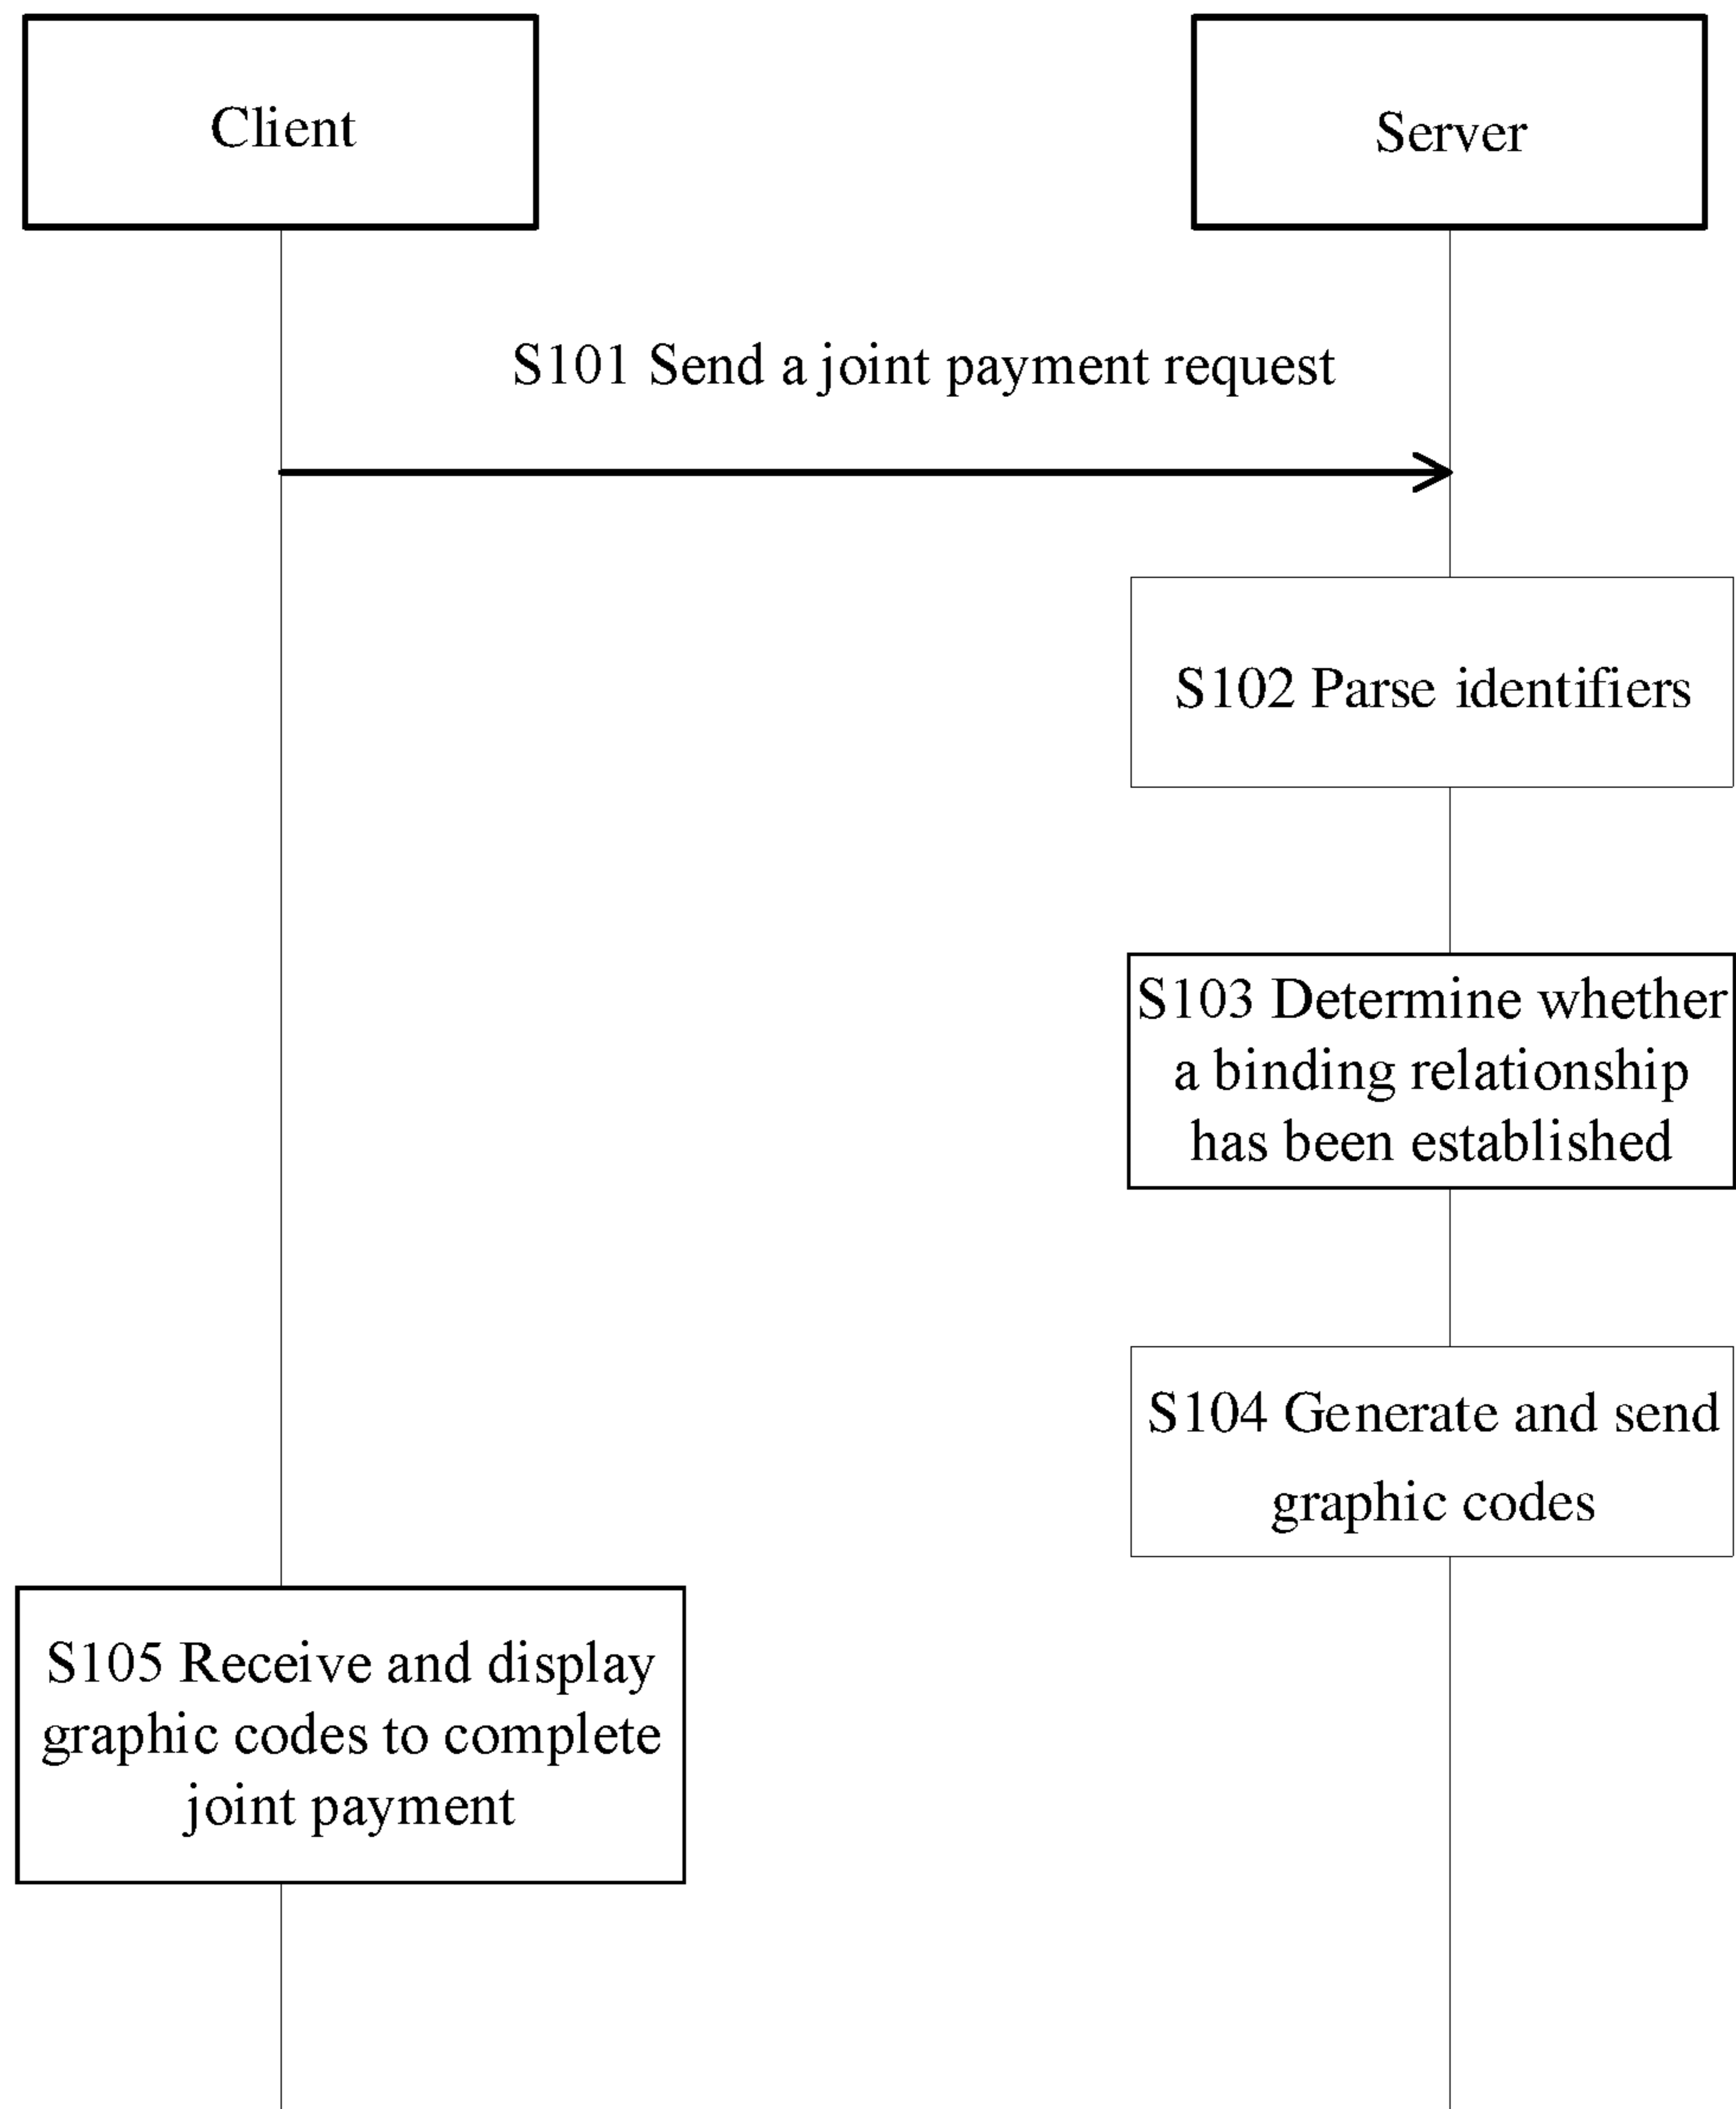 Client
Server
S101 Send a joint payment request
S102 Parse identifiers
S103 Determine whether
a binding relationship
has been established
S104 Generate and send
graphic codes
S105 Receive and display
graphic codes to complete
joint payment